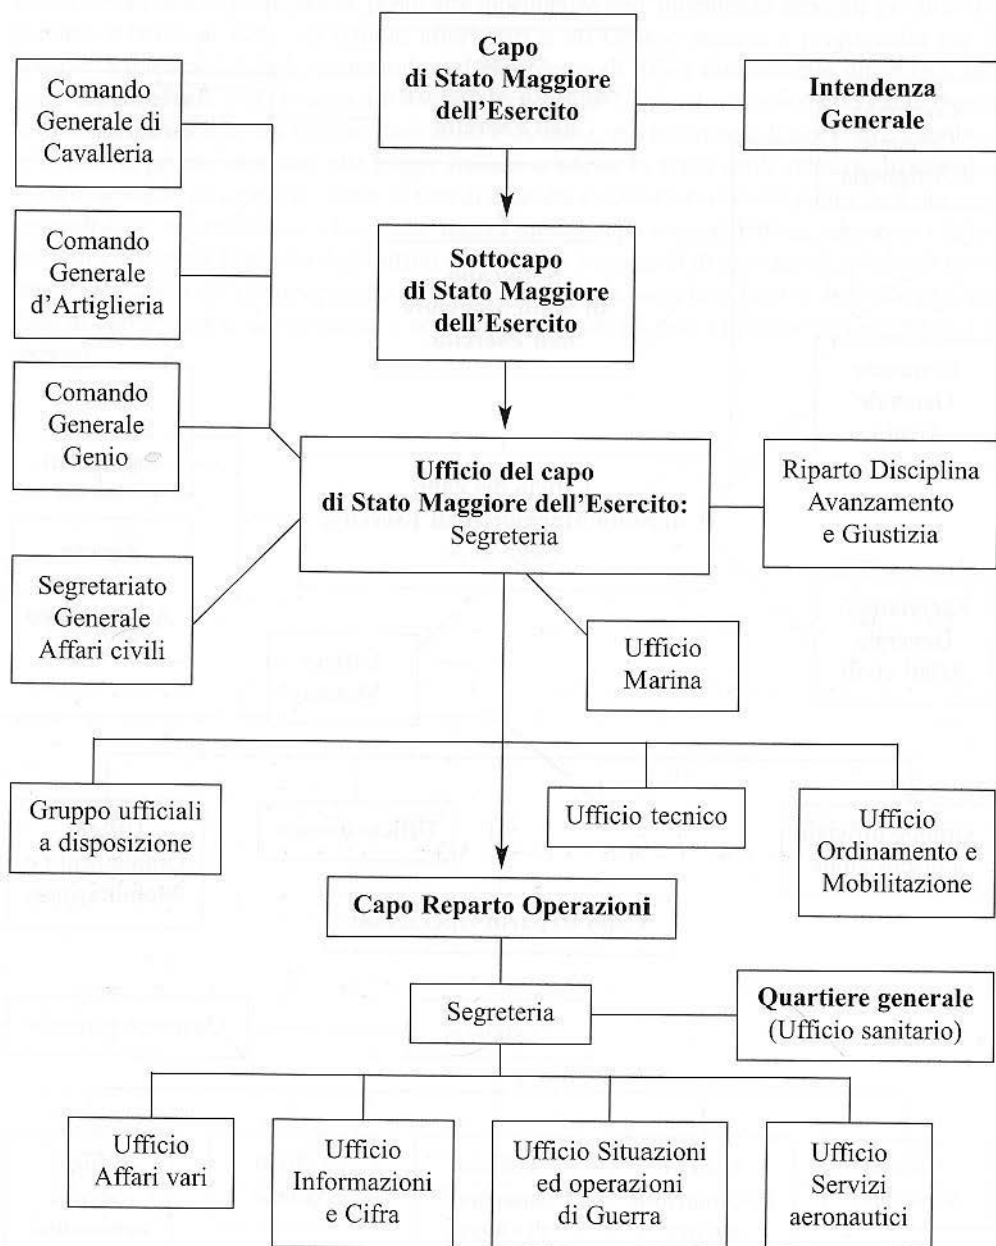 Capo
di Stato Maggiore
dell'Esercito
Intendenza
Generale
Comando
Generale di
Cavalleria
Comando
Generale
d'Artiglieria
Sottocapo
di Stato Maggiore
dell'Esercito
Comando
Generale
Genio
Ufficio del capo
di Stato Maggiore dell'Esercito:
Segreteria
Riparto Disciplina
Avanzamento
e Giustizia
Segretariato
Generale
Affari civili
Ufficio
Marina
Gruppo ufficiali
a disposizione
Ufficio tecnico
Ufficio
Ordinamento e
Mobilitazione
Capo Reparto Operazioni
Segreteria
Quartiere generale
(Ufficio sanitario)
Ufficio
Affari vari
Ufficio
Informazioni
e Cifra
Ufficio Situazioni
ed operazioni
di Guerra
Ufficio
Servizi
aeronautici